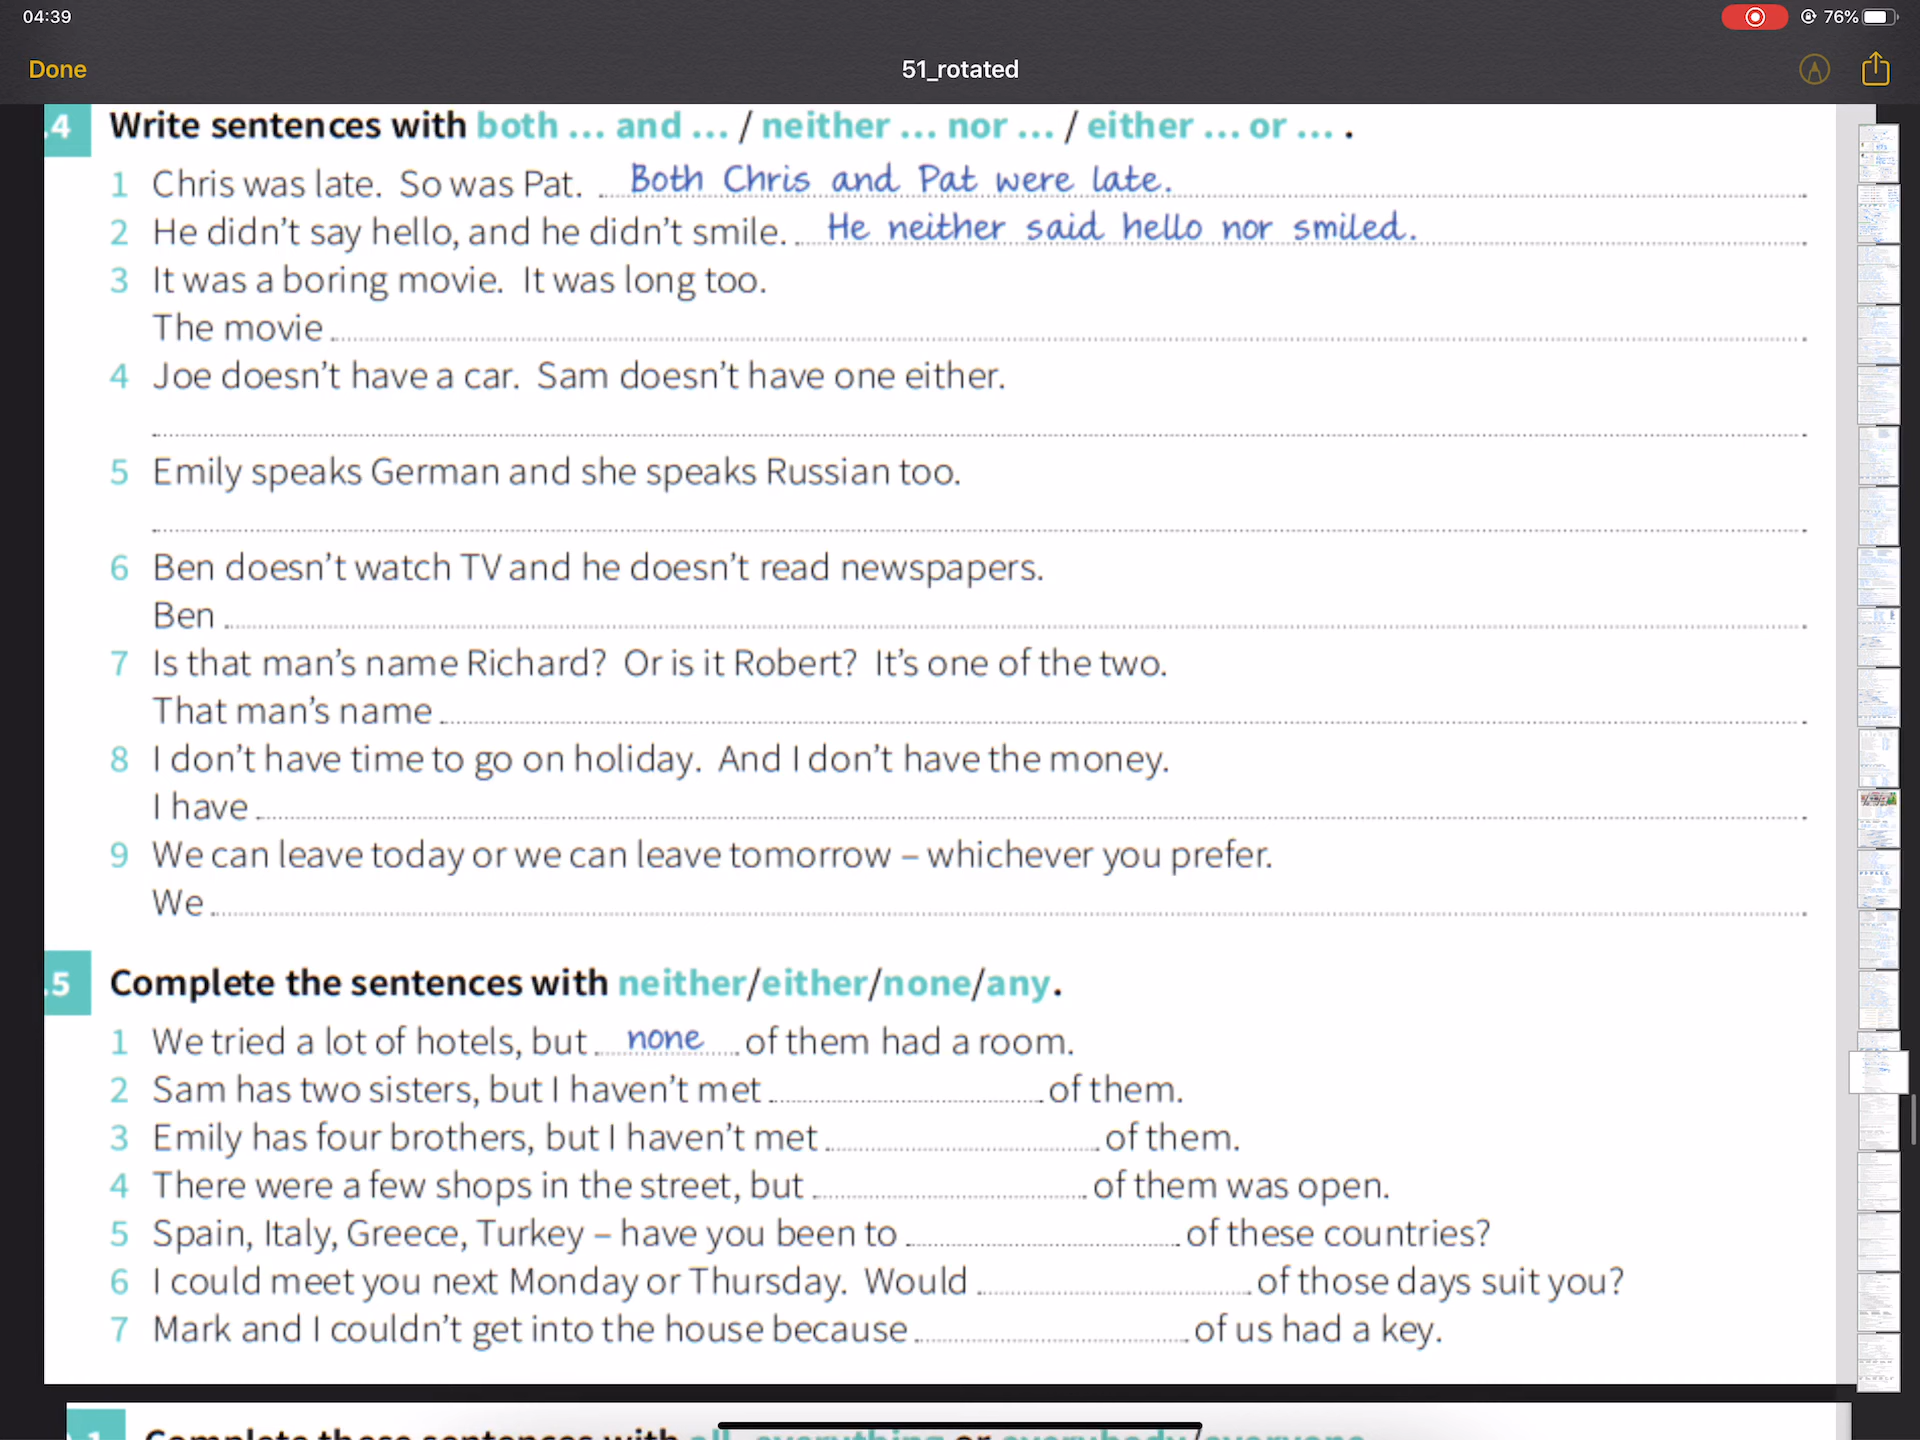 04:39
76%
Done
51_rotated
.4 Write sentences with both ... and ... / neither ... nor ... / either ... or ... .
1 Chris was late. So was Pat. Both Chris and Pat were late.
2 He didn't say hello, and he didn't smile. He neither said hello nor smiled.
3 It was a boring movie. It was long too.
The movie
4 Joe doesn't have a car. Sam doesn't have one either.
5 Emily speaks German and she speaks Russian too.
6 Ben doesn't watch TV and he doesn't read newspapers.
Ben
7 Is that man's name Richard? Or is it Robert? It's one of the two.
That man's name
8 I don't have time to go on holiday. And I don't have the money.
I have
9 We can leave today or we can leave tomorrow – whichever you prefer.
We
.5 Complete the sentences with neither/either/none/any.
1 We tried a lot of hotels, but none of them had a room.
2 Sam has two sisters, but I haven't met of them.
3 Emily has four brothers, but I haven't met of them.
4 There were a few shops in the street, but of them was open.
5 Spain, Italy, Greece, Turkey – have you been to of these countries?
6 I could meet you next Monday or Thursday. Would of those days suit you?
7 Mark and I couldn't get into the house because of us had a key.
.1 Complete these sentences with all, everything or everybody/everyone.